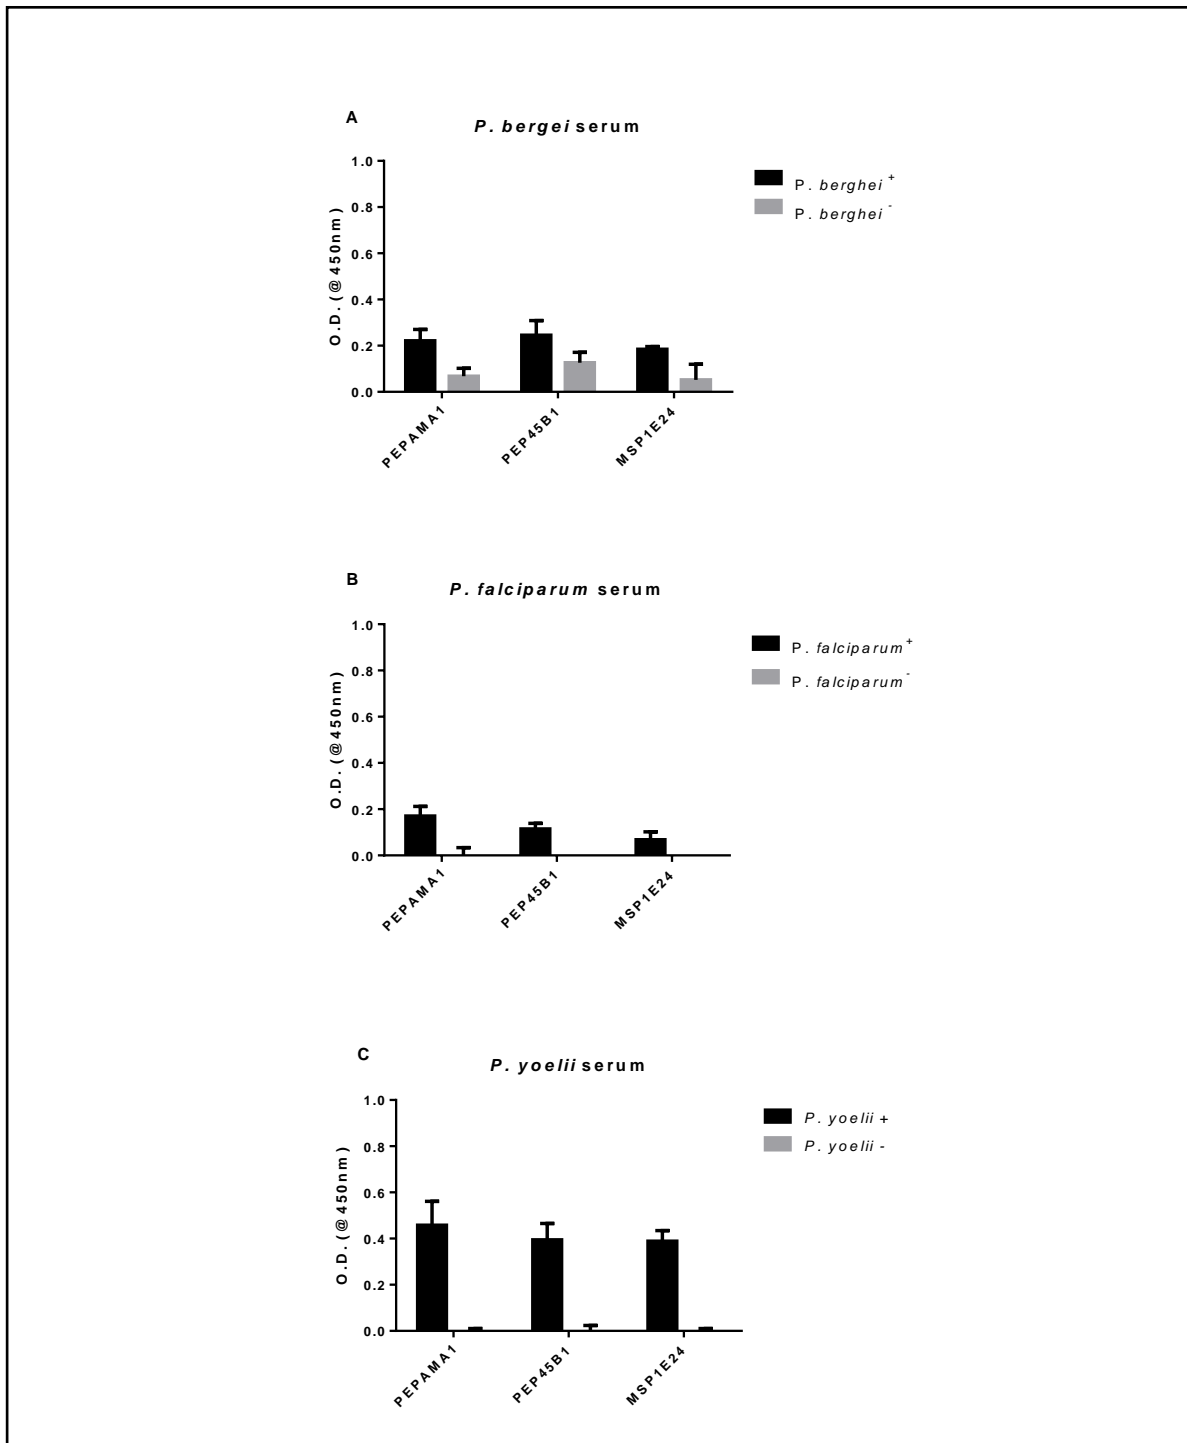 A
P. bergei serum
1.0
0.8
0.6
0.4
0.2
0.0
O.D. (@450nm)
PEPAMA1
PEP45B1
MSP1E24
P. berghei +
P. berghei -
B
P. falciparum serum
1.0
0.8
0.6
0.4
0.2
0.0
O.D. (@450nm)
PEPAMA1
PEP45B1
MSP1E24
P. falciparum +
P. falciparum -
C
P. yoelii serum
1.0
0.8
0.6
0.4
0.2
0.0
O.D. (@450nm)
PEPAMA1
PEP45B1
MSP1E24
P. yoelii +
P. yoelii -